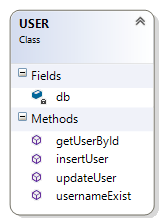 USER
Class
Fields
db
Methods
getUserById
insertUser
updateUser
usernameExist